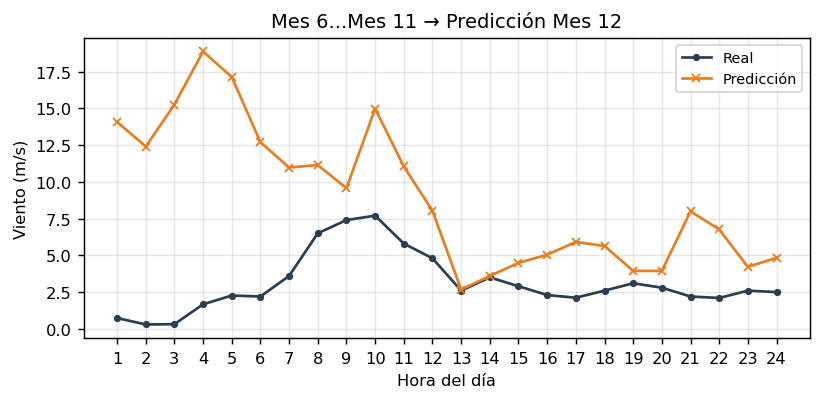 Mes 6...Mes 11 → Predicción Mes 12
Real
Predicción
Viento (m/s)
17.5
15.0
12.5
10.0
7.5
5.0
2.5
0.0
1 2 3 4 5 6 7 8 9 10 11 12 13 14 15 16 17 18 19 20 21 22 23 24
Hora del día